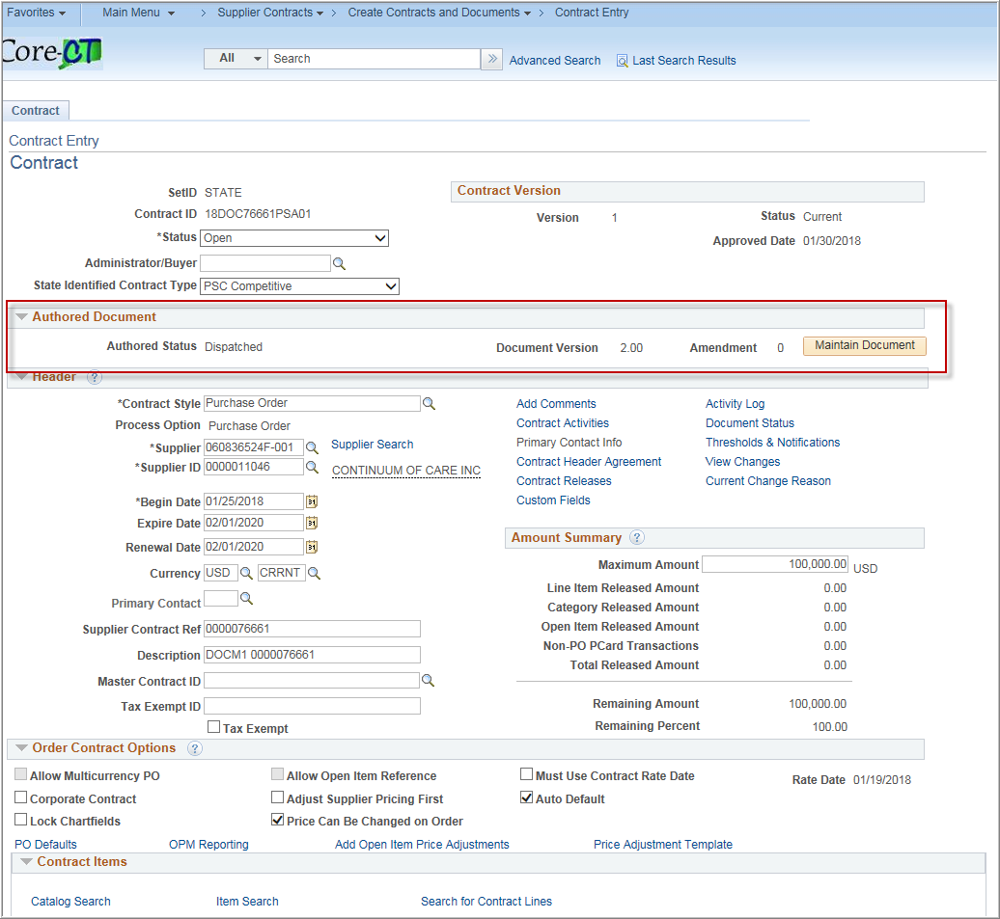 Favorites Main Menu > Supplier Contracts > Create Contracts and Documents > Contract Entry
Core-CT
All Search Advanced Search Last Search Results
Contract
Contract Entry
Contract
SetID STATE
Contract Version
Contract ID 18DOC76661PSA01
Version 1 Status Current
*Status Open
Approved Date 01/30/2018
Administrator/Buyer
State Identified Contract Type PSC Competitive
Authored Document
Authored Status Dispatched Document Version 2.00 Amendment 0 Maintain Document
Header ?
*Contract Style Purchase Order
Process Option Purchase Order
*Supplier 060836524F-001 Supplier Search
*Supplier ID 0000011046 CONTINUUM OF CARE INC
*Begin Date 01/25/2018 31
Expire Date 02/01/2020 31
Renewal Date 02/01/2020 31
Currency USD CRRNT
Primary Contact
Supplier Contract Ref 0000076661
Description DOCM1 0000076661
Master Contract ID
Tax Exempt ID
Tax Exempt
Add Comments Activity Log
Contract Activities Document Status
Primary Contact Info Thresholds & Notifications
Contract Header Agreement View Changes
Contract Releases Current Change Reason
Custom Fields
Amount Summary ?
Maximum Amount 100,000.00 USD
Line Item Released Amount 0.00
Category Released Amount 0.00
Open Item Released Amount 0.00
Non-PO PCard Transactions 0.00
Total Released Amount 0.00
Remaining Amount 100,000.00
Remaining Percent 100.00
Order Contract Options ?
Allow Multicurrency PO Allow Open Item Reference Must Use Contract Rate Date Rate Date 01/19/2018
Corporate Contract Adjust Supplier Pricing First Auto Default
Lock Chartfields Price Can Be Changed on Order
PO Defaults OPM Reporting Add Open Item Price Adjustments Price Adjustment Template
Contract Items
Catalog Search Item Search Search for Contract Lines